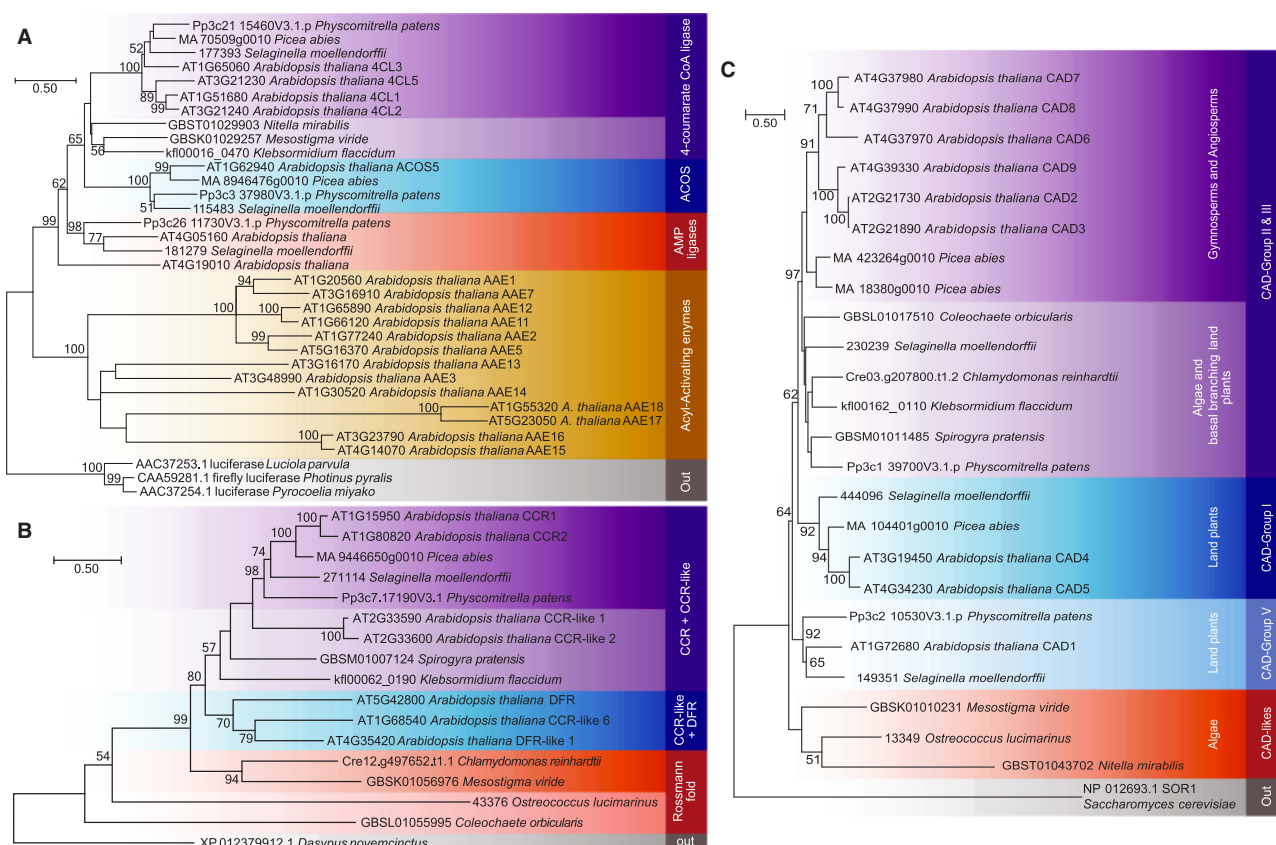 A
0.50
Pp3c21 15460V3.1.p Physcomitrella patens
MA 70509g0010 Picea abies
52
177393 Selaginella moellendorffii
100
AT1G65060 Arabidopsis thaliana 4CL3
AT3G21230 Arabidopsis thaliana 4CL5
89
AT1G51680 Arabidopsis thaliana 4CL1
99
AT3G21240 Arabidopsis thaliana 4CL2
4-coumarate CoA ligase
GBST01029903 Nitella mirabilis
65
GBSK01029257 Mesostigma viride
56
kfl00016_0470 Klebsormidium flaccidum
99
AT1G62940 Arabidopsis thaliana ACOS5
100
MA 8946476g0010 Picea abies
62
Pp3c3 37980V3.1.p Physcomitrella patens
51
115483 Selaginella moellendorffii
ACOS
99
98
Pp3c26 11730V3.1.p Physcomitrella patens
77
AT4G05160 Arabidopsis thaliana
181279 Selaginella moellendorffii
AT4G19010 Arabidopsis thaliana
AMP
ligases
94
AT1G20560 Arabidopsis thaliana AAE1
AT3G16910 Arabidopsis thaliana AAE7
100
100
AT1G65890 Arabidopsis thaliana AAE12
AT1G66120 Arabidopsis thaliana AAE11
99
AT1G77240 Arabidopsis thaliana AAE2
100
AT5G16370 Arabidopsis thaliana AAE5
AT3G16170 Arabidopsis thaliana AAE13
AT3G48990 Arabidopsis thaliana AAE3
AT1G30520 Arabidopsis thaliana AAE14
100
AT1G55320 A. thaliana AAE18
AT5G23050 A. thaliana AAE17
100
AT3G23790 Arabidopsis thaliana AAE16
AT4G14070 Arabidopsis thaliana AAE15
Acyl-Activating enymes
100
AAC37253.1 luciferase Luciola parvula
99
CAA59281.1 firefly luciferase Photinus pyralis
AAC37254.1 luciferase Pyrocoelia miyako
Out
B
0.50
100
AT1G15950 Arabidopsis thaliana CCR1
100
AT1G80820 Arabidopsis thaliana CCR2
74
MA 9446650g0010 Picea abies
98
271114 Selaginella moellendorffii
Pp3c7.17190V3.1 Physcomitrella patens
AT2G33590 Arabidopsis thaliana CCR-like 1
100
AT2G33600 Arabidopsis thaliana CCR-like 2
57
GBSM01007124 Spirogyra pratensis
80
kfl00062_0190 Klebsormidium flaccidum
CCR + CCR-like
AT5G42800 Arabidopsis thaliana DFR
99
70
AT1G68540 Arabidopsis thaliana CCR-like 6
79
AT4G35420 Arabidopsis thaliana DFR-like 1
CCR-like
+ DFR
54
Cre12.g497652.t1.1 Chlamydomonas reinhardtii
94
GBSK01056976 Mesostigma viride
43376 Ostreococcus lucimarinus
GBSL01055995 Coleochaete orbicularis
Rossmann
fold
XP 012379912.1 Dasypus novemcinctus
out
C
0.50
100
AT4G37980 Arabidopsis thaliana CAD7
71
AT4G37990 Arabidopsis thaliana CAD8
AT4G37970 Arabidopsis thaliana CAD6
91
AT4G39330 Arabidopsis thaliana CAD9
100
AT2G21730 Arabidopsis thaliana CAD2
100
AT2G21890 Arabidopsis thaliana CAD3
97
MA 423264g0010 Picea abies
MA 18380g0010 Picea abies
Gymnosperms and Angiosperms
GBSL01017510 Coleochaete orbicularis
230239 Selaginella moellendorffii
62
Cre03.g207800.t1.2 Chlamydomonas reinhardtii
kfl00162_0110 Klebsormidium flaccidum
GBSM01011485 Spirogyra pratensis
Pp3c1 39700V3.1.p Physcomitrella patens
Algae and
basal branching land
plants
CAD-Group II & III
64
444096 Selaginella moellendorffii
92
MA 104401g0010 Picea abies
94
AT3G19450 Arabidopsis thaliana CAD4
100
AT4G34230 Arabidopsis thaliana CAD5
Land plants
CAD-Group I
Pp3c2 10530V3.1.p Physcomitrella patens
92
AT1G72680 Arabidopsis thaliana CAD1
65
149351 Selaginella moellendorffii
Land plants
CAD-Group V
GBSK01010231 Mesostigma viride
13349 Ostreococcus lucimarinus
51
GBST01043702 Nitella mirabilis
Algae
CAD-likes
NP 012693.1 SOR1
Saccharomyces cerevisiae
Out